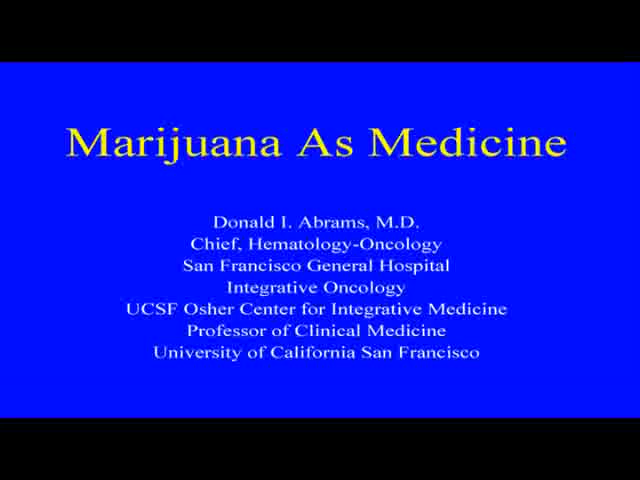 Marijuana As Medicine
Donald I. Abrams, M.D.
Chief, Hematology-Oncology
San Francisco General Hospital
Integrative Oncology
UCSF Osher Center for Integrative Medicine
Professor of Clinical Medicine
University of California San Francisco